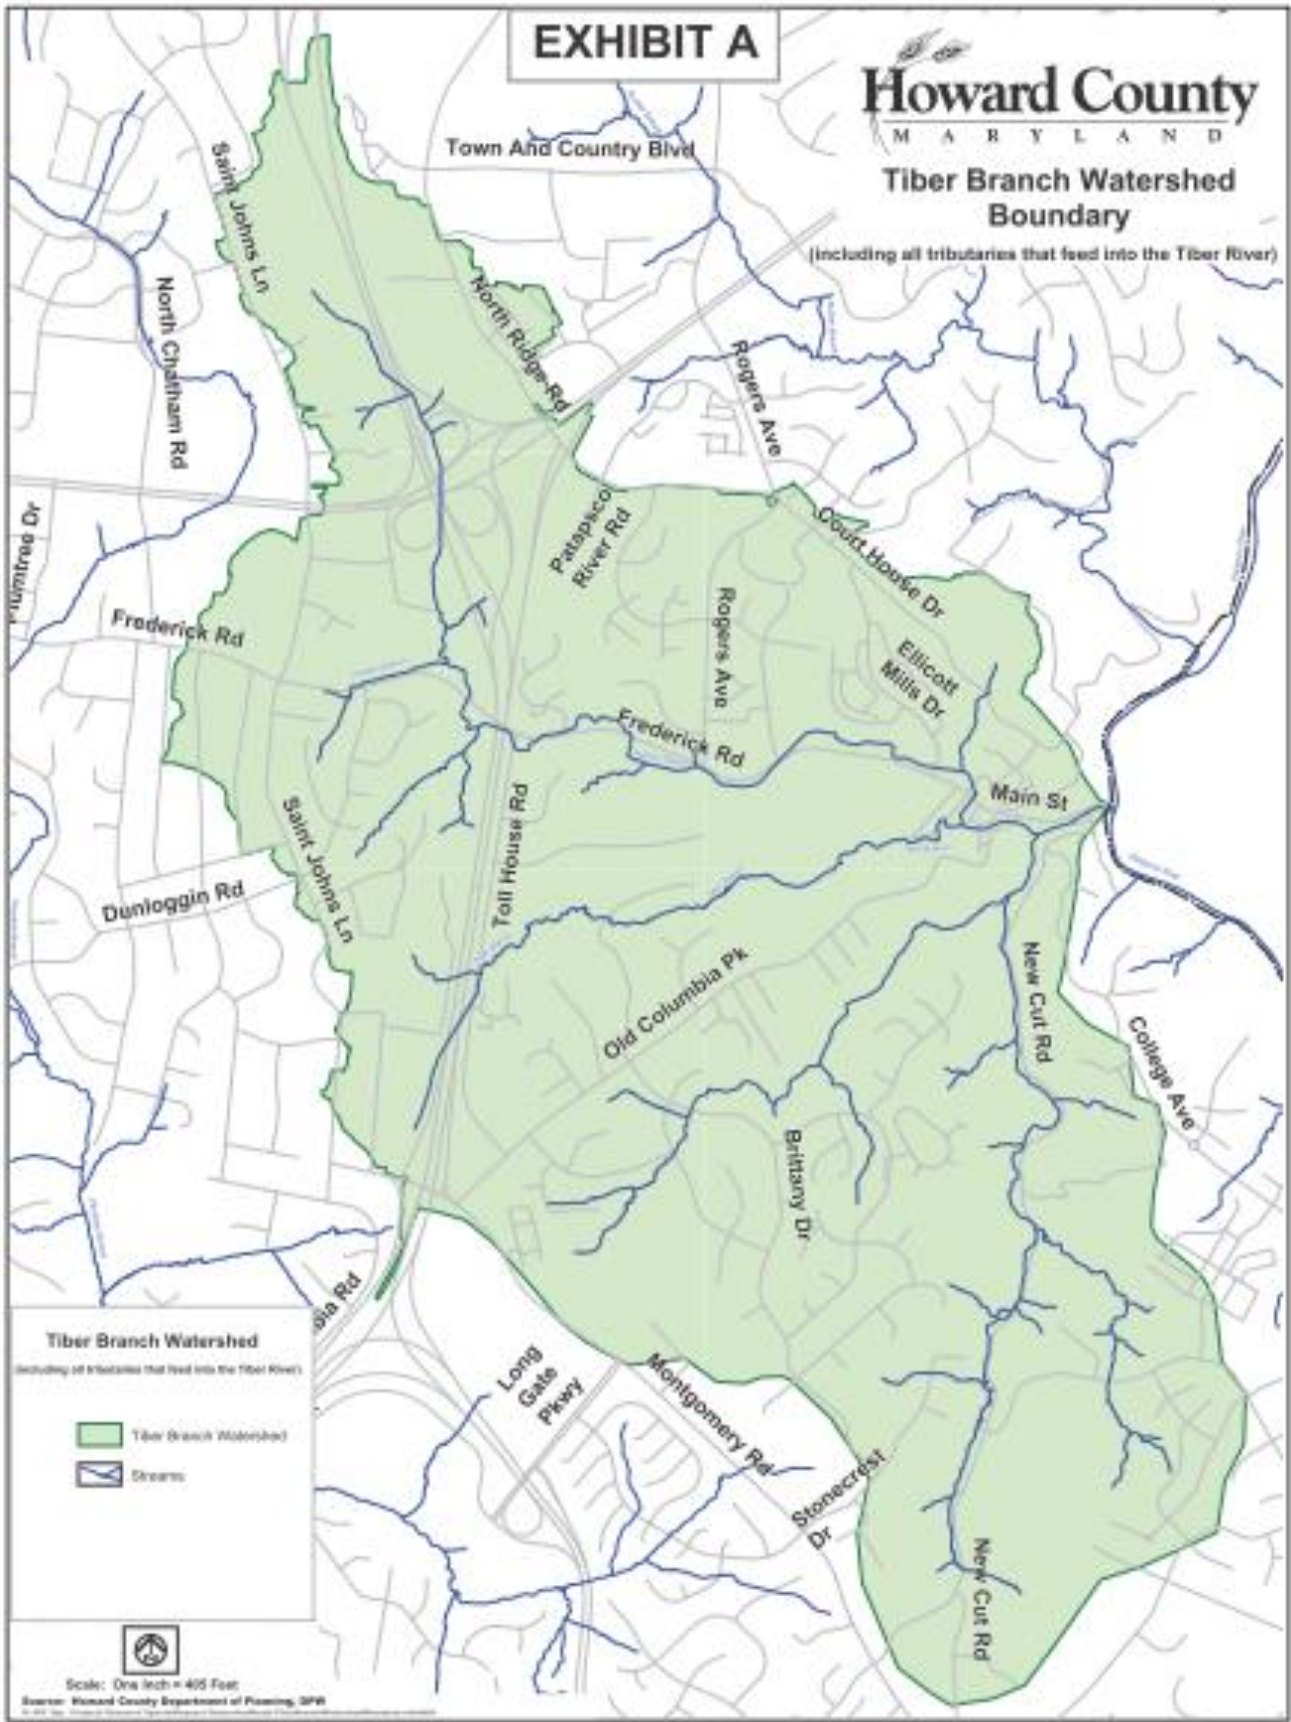 EXHIBIT A
Howard County
MARYLAND
Tiber Branch Watershed
Boundary
(including all tributaries that feed into the Tiber River)
Town And Country Blvd
Saint Johns Ln
North Chatham Rd
North Ridge Rd
Rogers Ave
Patapsco
River Rd
Court House Dr
Frederick Rd
Rogers Ave
Ellicott
Mills Dr
Frederick Rd
Main St
Toll House Rd
Saint Johns Ln
Dunloggin Rd
Old Columbia Pk
New Cut Rd
College Ave
Brittany Dr
bia Rd
Long
Gate
Pkwy
Montgomery Rd
Stonecrest
Dr
New Cut Rd
Tiber Branch Watershed
(including all tributaries that feed into the Tiber River)
Tiber Branch Watershed
Streams
Scale: One Inch = 405 Feet
Source: Howard County Department of Planning, DPW